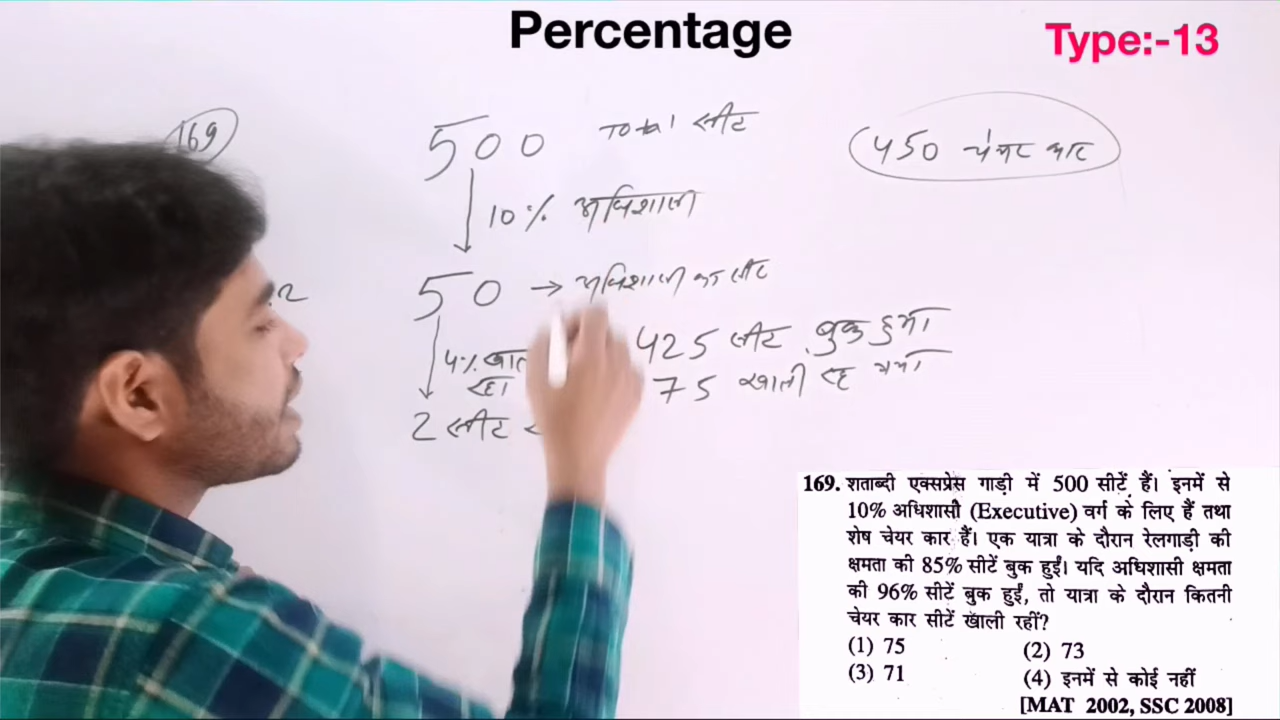 Percentage
Type:-13
169
500 Total सीट
450 चेयर कार
10% अधिशासी
50 → अधिशासी का सीट
425 सीट बुक हुआ
4% खाली
रहा
75 खाली रह गया
2 सीट
169. शताब्दी एक्सप्रेस गाड़ी में 500 सीटें हैं। इनमें से
10% अधिशासी (Executive) वर्ग के लिए हैं तथा
शेष चेयर कार हैं। एक यात्रा के दौरान रेलगाड़ी की
क्षमता की 85% सीटें बुक हुईं। यदि अधिशासी क्षमता
की 96% सीटें बुक हुईं, तो यात्रा के दौरान कितनी
चेयर कार सीटें खाली रहीं?
(1) 75 (2) 73
(3) 71 (4) इनमें से कोई नहीं
[MAT 2002, SSC 2008]